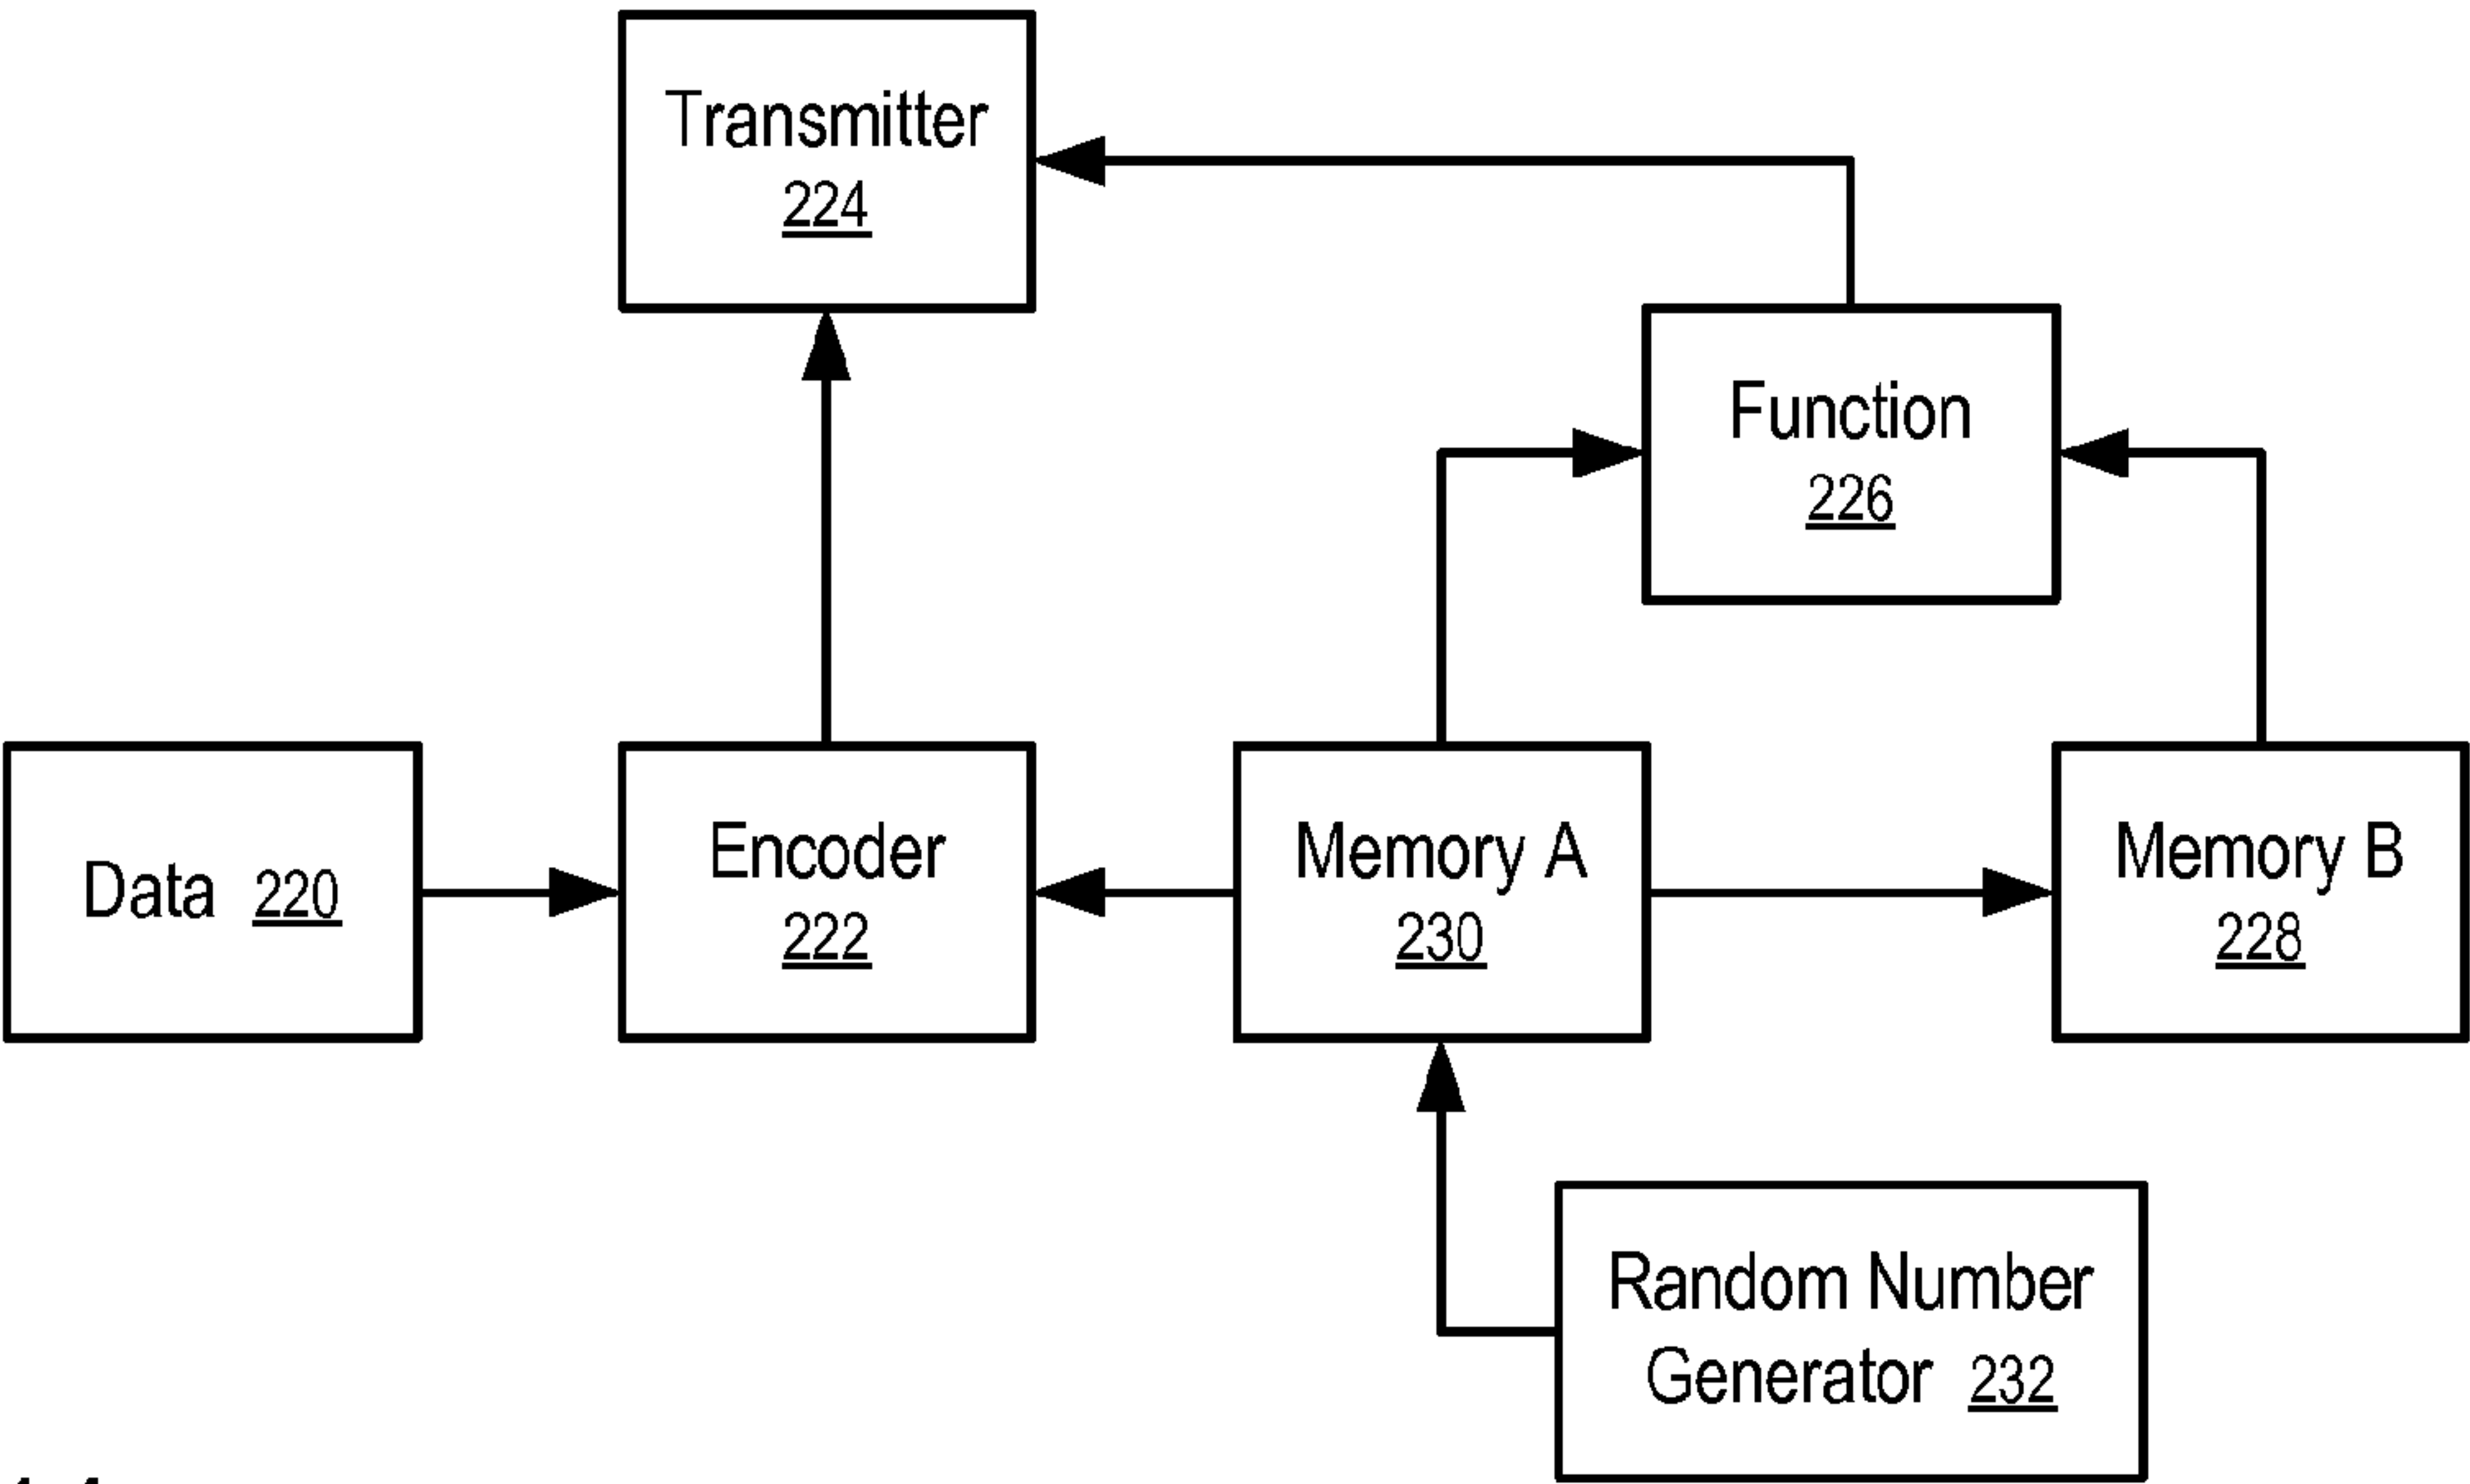 Transmitter
224
Function
226
Data 220
Encoder
222
Memory A
230
Memory B
228
Random Number
Generator 232